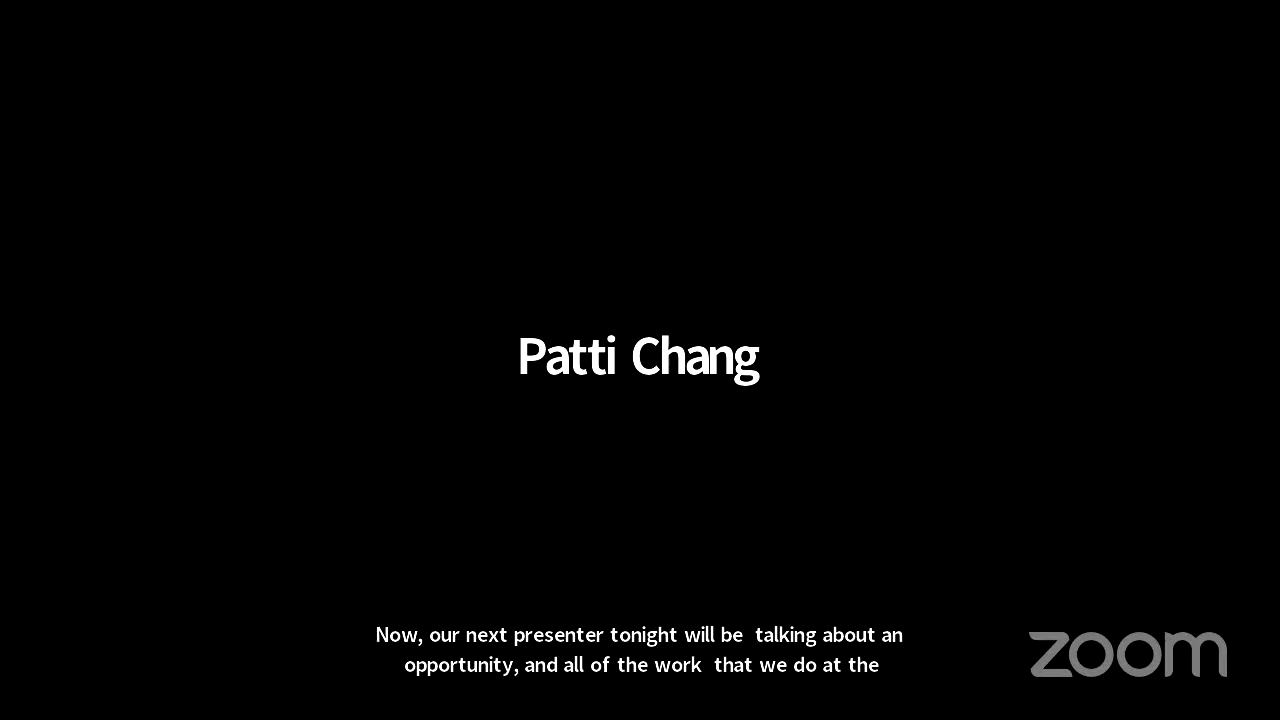 Patti Chang
Now, our next presenter tonight will be  talking about an
opportunity, and all of the work  that we do at the
zoom